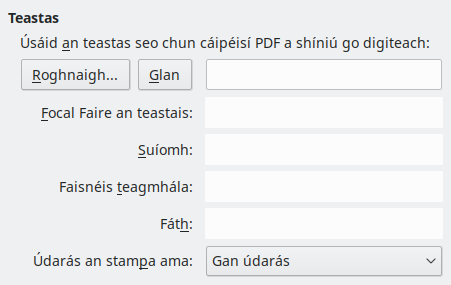 Teastas
Úsáid an teastas seo chun cáipéisí PDF a shíniú go digiteach:
Roghnaigh... Glan
Focal Faire an teastais:
Suíomh:
Faisnéis teagmhála:
Fáth:
Údarás an stampa ama: Gan údarás